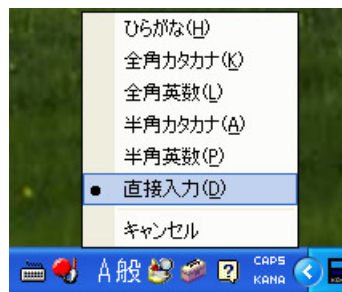 ひらがな(H)
全角カタカナ(K)
全角英数(L)
半角カタカナ(A)
半角英数(P)
直接入力(D)
キャンセル
A般 ? CAPS
KANA